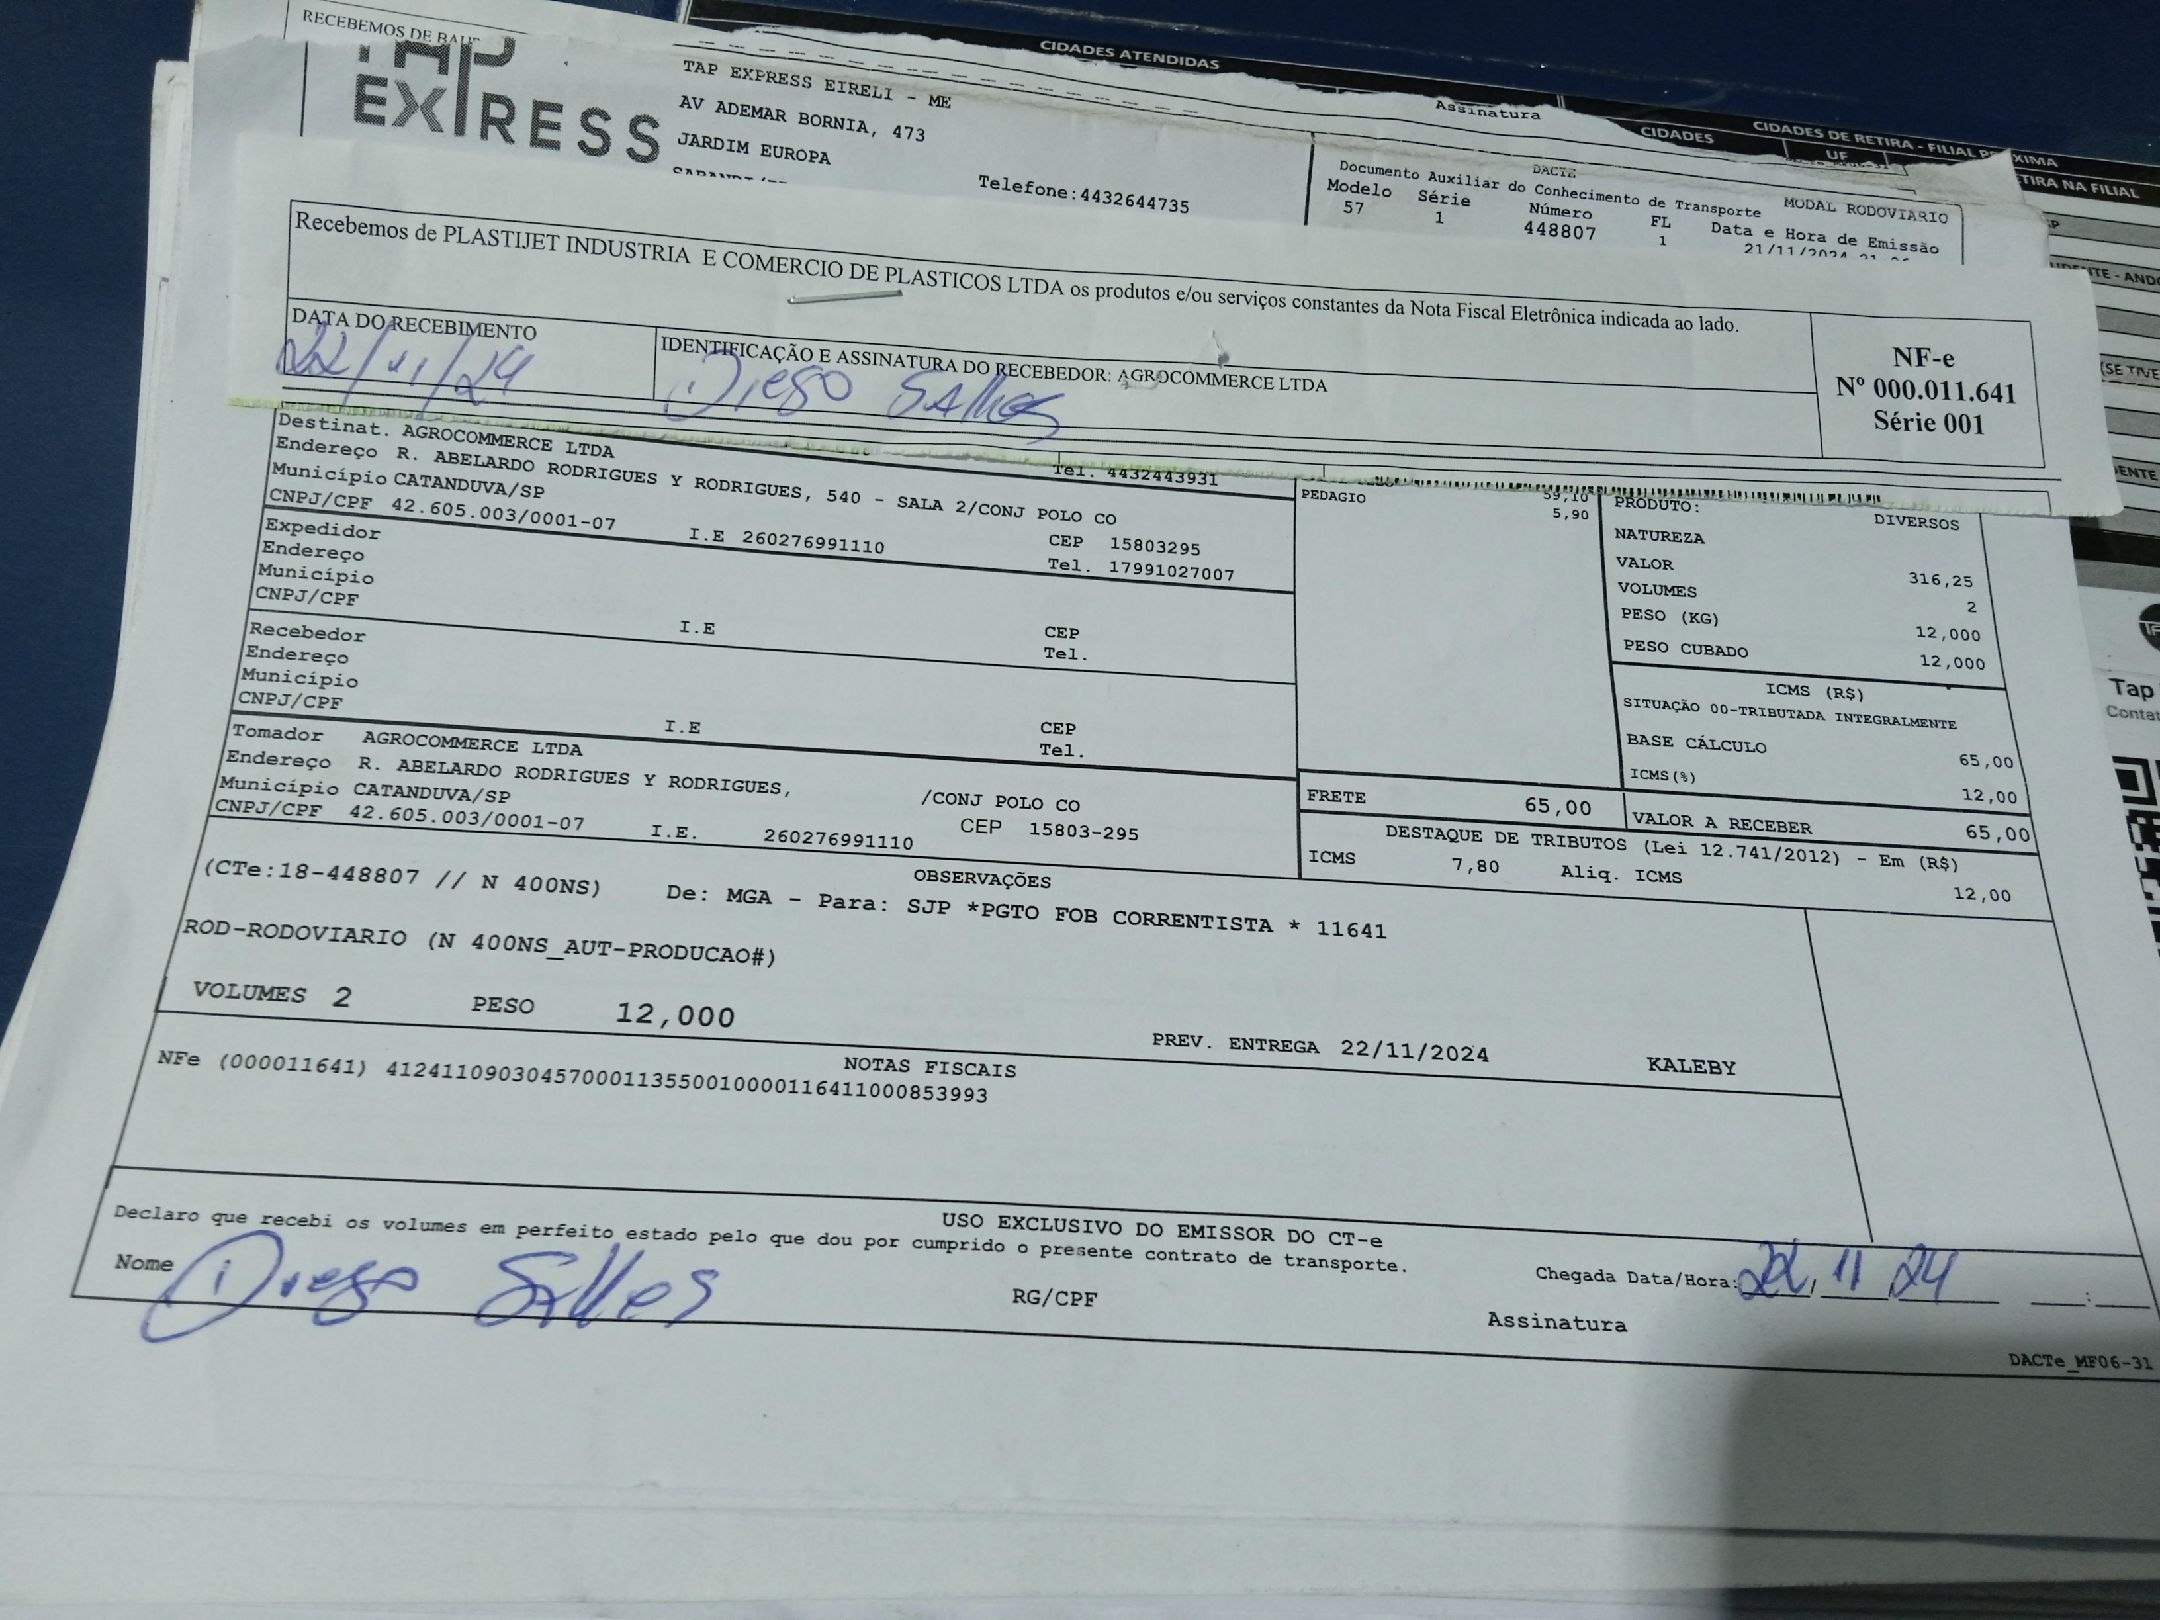 RECEBEMOS DE
CIDADES ATENDIDAS
Assinatura
CIDADES
CIDADES DE RETIRA - FILIAL
UF
TIRA NA FILIAL
TAP
EXPRESS
TAP EXPRESS EIRELI - ME
AV ADEMAR BORNIA, 473
JARDIM EUROPA
Telefone:4432644735
DACTE
MODAL RODOVIARIO
Documento Auxiliar do Conhecimento de Transporte
Modelo Série Número FL Data e Hora de Emissão
57 1 448807 1 21/11/2024
Recebemos de PLASTIJET INDUSTRIA E COMERCIO DE PLASTICOS LTDA os produtos e/ou serviços constantes da Nota Fiscal Eletrônica indicada ao lado.
DATA DO RECEBIMENTO
22/11/24
IDENTIFICAÇÃO E ASSINATURA DO RECEBEDOR: AGROCOMMERCE LTDA
Diego Salles
NF-e
Nº 000.011.641
Série 001
Tel. 4432443931
Destinat. AGROCOMMERCE LTDA
Endereço R. ABELARDO RODRIGUES Y RODRIGUES, 540 - SALA 2/CONJ POLO CO
Município CATANDUVA/SP CEP 15803295
CNPJ/CPF 42.605.003/0001-07 I.E 260276991110 Tel. 17991027007
Expedidor
Endereço
Município CEP
CNPJ/CPF I.E Tel.
Recebedor
Endereço
Município CEP
CNPJ/CPF I.E Tel.
Tomador AGROCOMMERCE LTDA
Endereço R. ABELARDO RODRIGUES Y RODRIGUES, /CONJ POLO CO
Município CATANDUVA/SP CEP 15803-295
CNPJ/CPF 42.605.003/0001-07 I.E. 260276991110
59,10
PEDAGIO 5,90
PRODUTO: DIVERSOS
NATUREZA
VALOR 316,25
VOLUMES 2
PESO (KG) 12,000
PESO CUBADO 12,000
ICMS (R$)
SITUAÇÃO 00-TRIBUTADA INTEGRALMENTE
BASE CÁLCULO 65,00
ICMS(%) 12,00
FRETE 65,00 VALOR A RECEBER 65,00
DESTAQUE DE TRIBUTOS (Lei 12.741/2012) - Em (R$)
ICMS 7,80 Aliq. ICMS 12,00
OBSERVAÇÕES
(CTe:18-448807 // N 400NS) De: MGA - Para: SJP *PGTO FOB CORRENTISTA * 11641
ROD-RODOVIARIO (N 400NS_AUT-PRODUCAO#)
VOLUMES 2 PESO 12,000 PREV. ENTREGA 22/11/2024 KALEBY
NOTAS FISCAIS
NFe (000011641) 41241109030457000113550010000116411000853993
USO EXCLUSIVO DO EMISSOR DO CT-e
Declaro que recebi os volumes em perfeito estado pelo que dou por cumprido o presente contrato de transporte.
Nome Diego Salles RG/CPF
Chegada Data/Hora: 22 11 24 :
Assinatura
DACTe_MF06-31
Tap